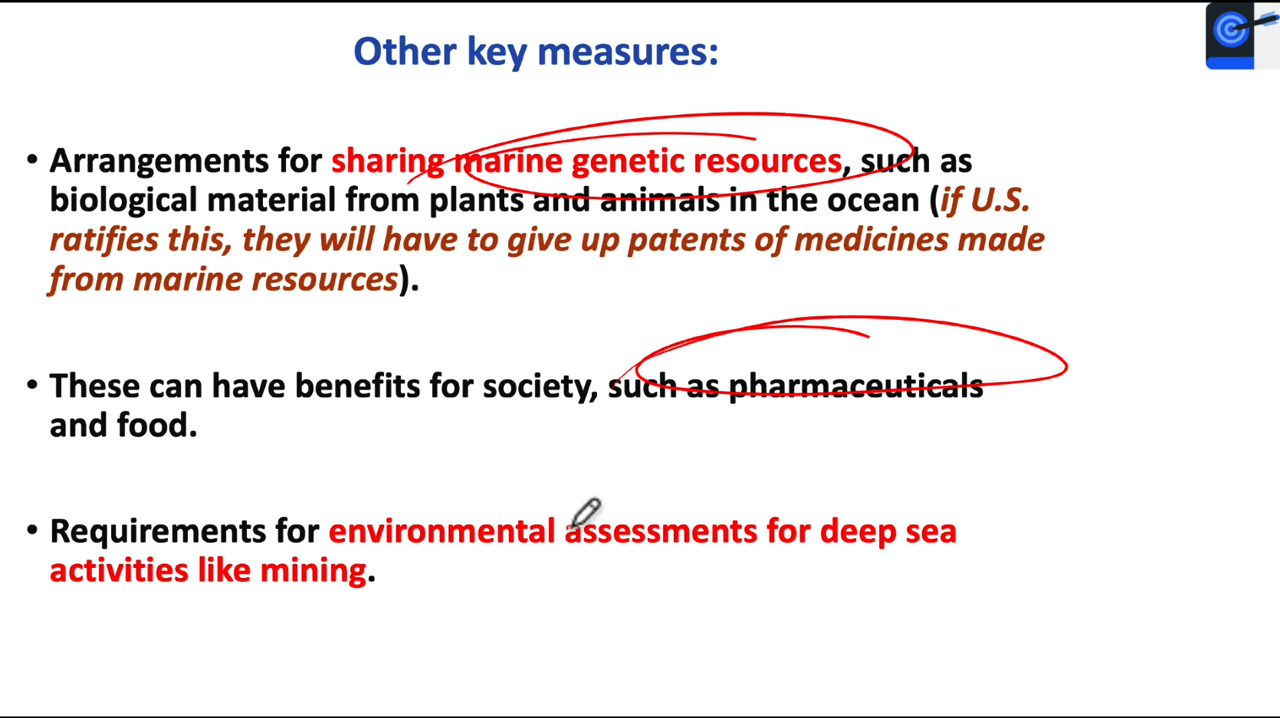 Other key measures:
• Arrangements for sharing marine genetic resources, such as
biological material from plants and animals in the ocean (if U.S.
ratifies this, they will have to give up patents of medicines made
from marine resources).
• These can have benefits for society, such as pharmaceuticals
and food.
• Requirements for environmental assessments for deep sea
activities like mining.